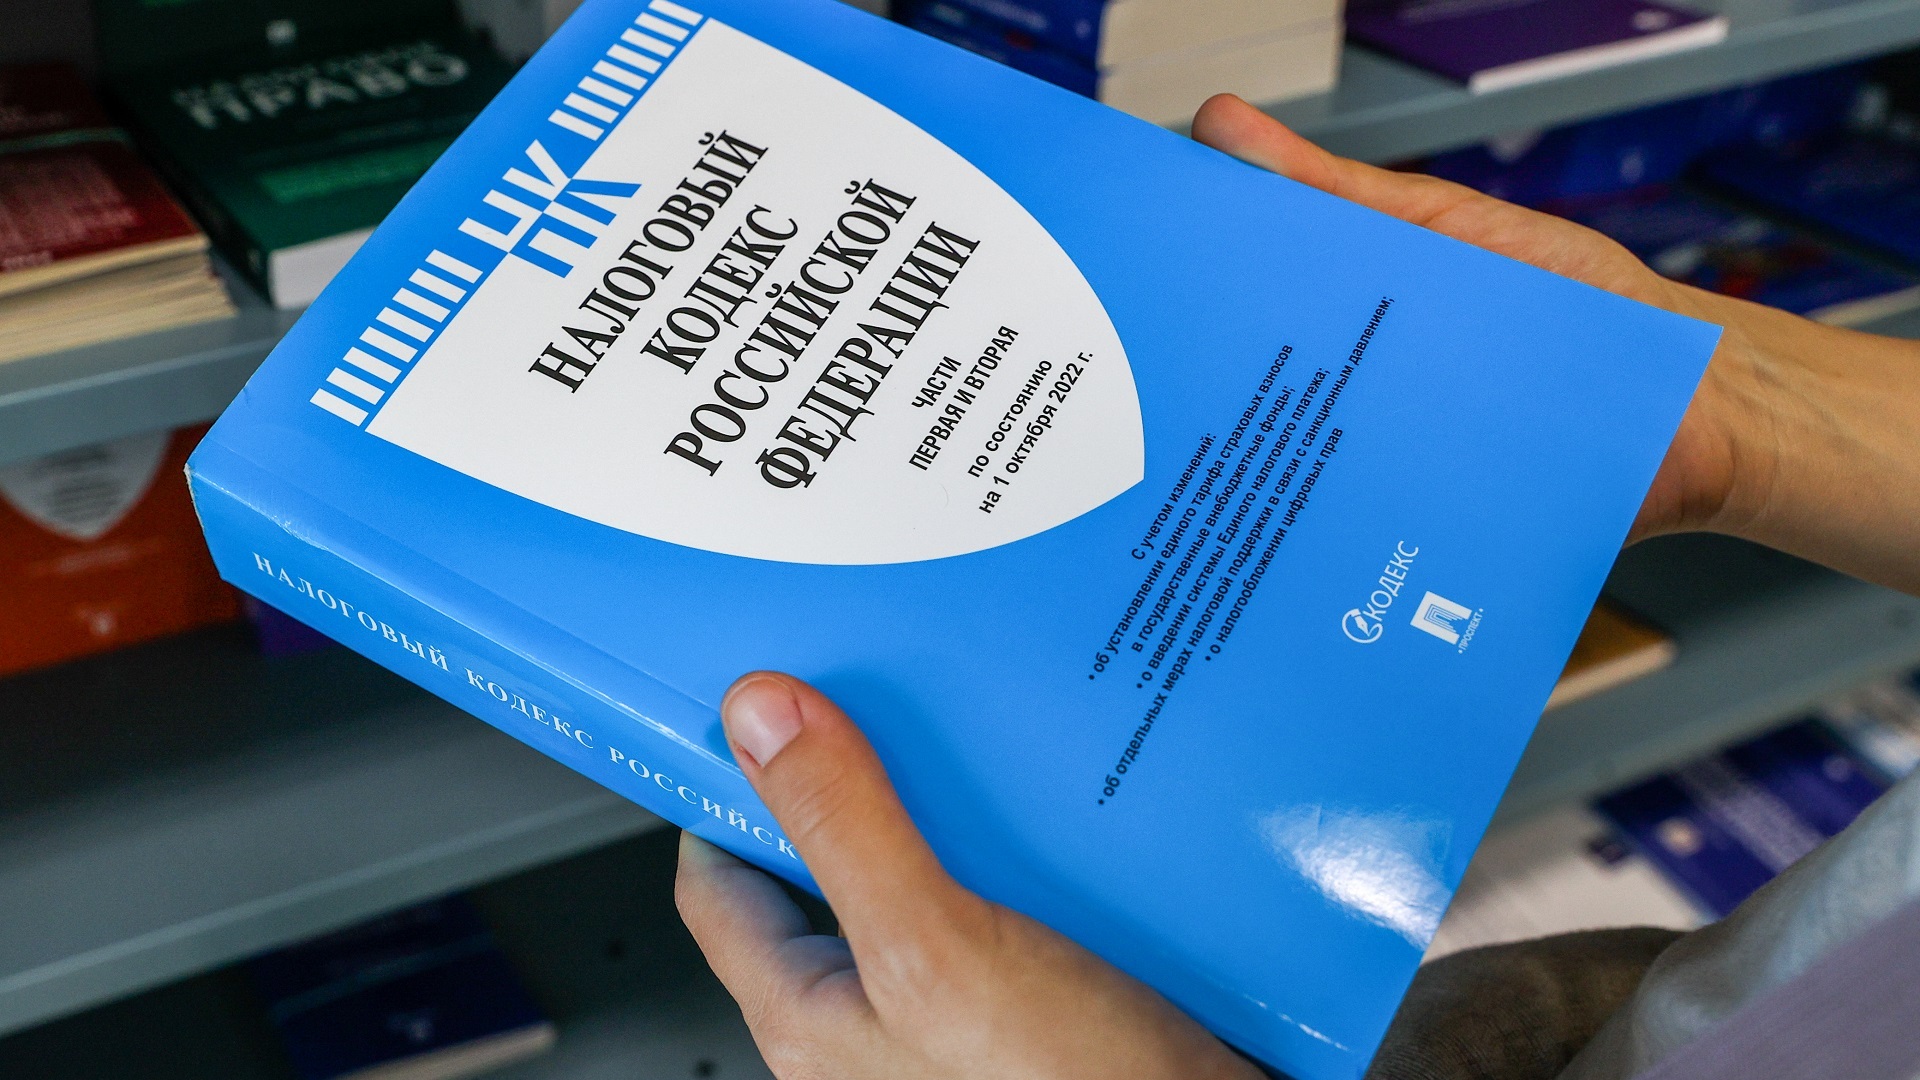 НАЛОГОВЫЙ
КОДЕКС
РОССИЙСКОЙ
ФЕДЕРАЦИИ
ЧАСТИ
ПЕРВАЯ И ВТОРАЯ
по состоянию
на 1 октября 2022 г.
С учетом изменений:
• об установлении единого тарифа страховых взносов
в государственные внебюджетные фонды;
• о введении системы Единого налогового платежа;
• об отдельных мерах налоговой поддержки в связи с санкционным давлением;
• о налогообложении цифровых прав
КОДЕКС
•ПРОСПЕКТ•
НАЛОГОВЫЙ КОДЕКС РОССИЙСК
ПРАВО